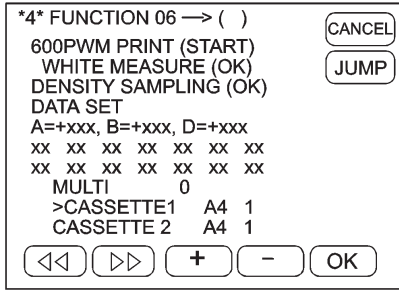 *4* FUNCTION 06 —> ( )
CANCEL
600PWM PRINT (START)
WHITE MEASURE (OK)
JUMP
DENSITY SAMPLING (OK)
DATA SET
A=+xxx, B=+xxx, D=+xxx
xx xx xx xx xx xx xx
xx xx xx xx xx xx xx
MULTI 0
>CASSETTE1 A4 1
CASSETTE 2 A4 1
+ − OK